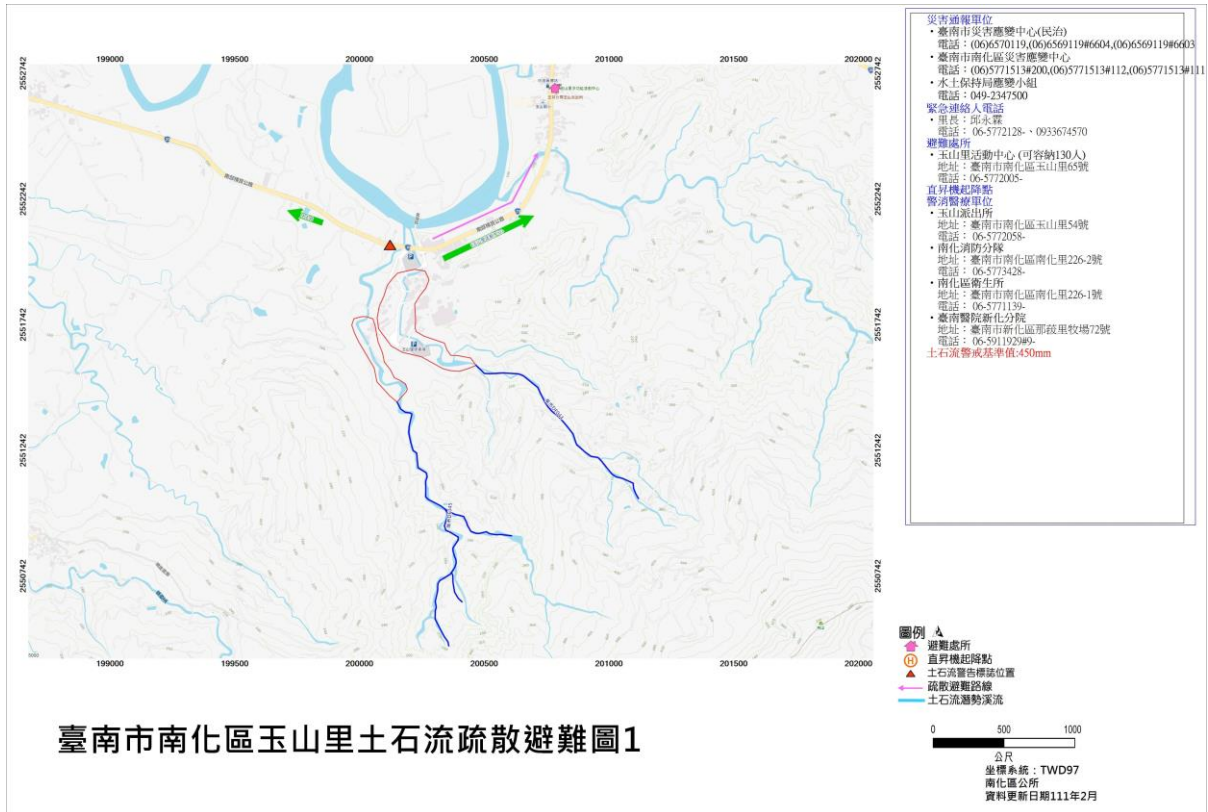 災害通報單位
・臺南市災害應變中心(民治)
電話：(06)6570119,(06)6569119#6604,(06)6569119#6603
・臺南市南化區災害應變中心
電話：(06)5771513#200,(06)5771513#112,(06)5771513#111
・水土保持局應變小組
電話：049-2347500
緊急連絡人電話
・里長：邱永霖
電話： 06-5772128-、0933674570
避難處所
・玉山里活動中心 (可容納130人)
地址：臺南市南化區玉山里65號
電話：06-5772005-
直昇機起降點
警消醫療單位
・玉山派出所
地址：臺南市南化區玉山里54號
電話： 06-5772058-
・南化消防分隊
地址：臺南市南化區南化里226-2號
電話： 06-5773428-
・南化區衛生所
地址：臺南市南化區南化里226-1號
電話： 06-5771139-
・臺南醫院新化分院
地址：臺南市新化區那菝里牧場72號
電話： 06-5911929#9-
土石流警戒基準值:450mm
199000 199500 200000 200500 201000 201500 202000
2552742 2552742
2552242 2552242
2551742 2551742
2551242 2551242
2550742 2550742
199000 199500 200000 200500 201000 201500 202000
圖例
避難處所
H 直昇機起降點
土石流警告標誌位置
疏散避難路線
土石流潛勢溪流
0 500 1000
公尺
坐標系統：TWD97
南化區公所
資料更新日期111年2月
臺南市南化區玉山里土石流疏散避難圖1